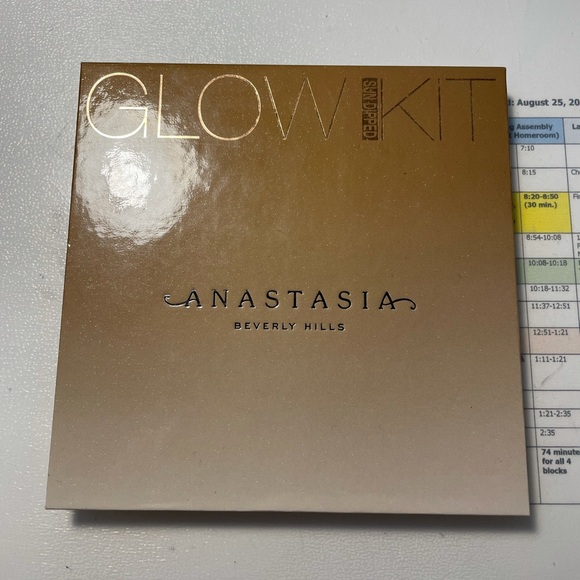 GLOW KIT
SUN DIPPED
ANASTASIA
BEVERLY HILLS
d: August 25, 20
g Assembly
Homeroom)
7:10
8:15
8:20-8:50
(30 min.)
8:54-10:08
10:08-10:18
10:18-11:32
11:37-12:51
12:51-1:21
1:11-1:21
1:21-2:35
2:35
74 minute
for all 4
blocks